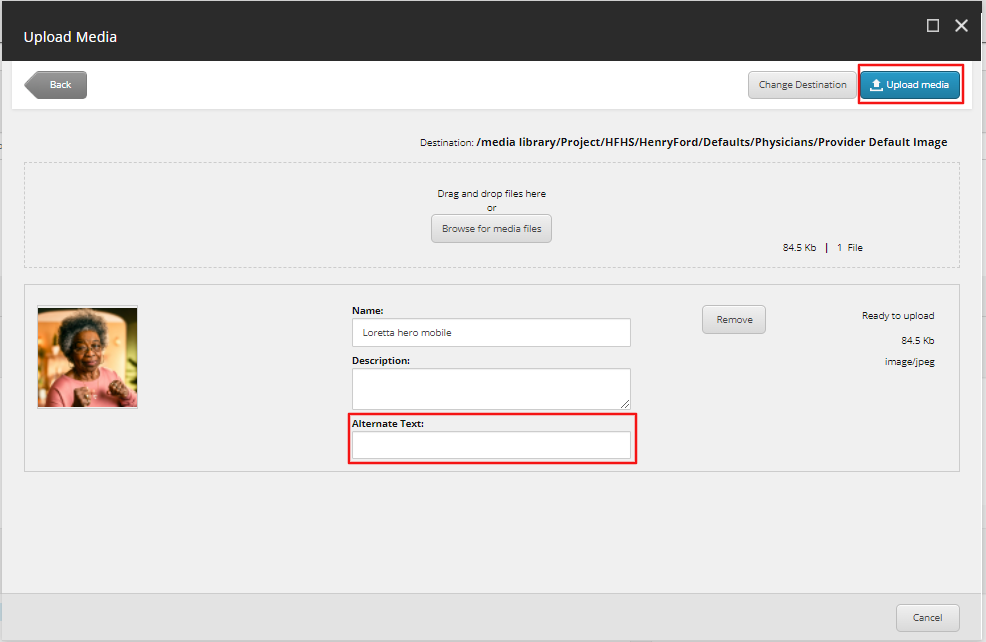 Upload Media
Back
Change Destination
Upload media
Destination: /media library/Project/HFHS/HenryFord/Defaults/Physicians/Provider Default Image
Drag and drop files here
or
Browse for media files
84.5 Kb | 1 File
Name:
Loretta hero mobile
Remove
Ready to upload
84.5 Kb
image/jpeg
Description:
Alternate Text:
Cancel